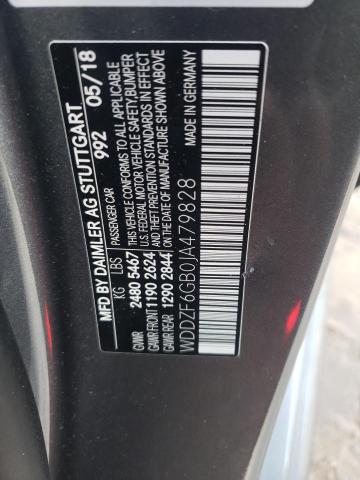 MFD BY DAIMLER AG STUTTGART
992 05/18
PASSENGER CAR
KG LBS
GVWR 2480 5467
GAWR FRONT 1190 2624
GAWR REAR 1290 2844
THIS VEHICLE CONFORMS TO ALL APPLICABLE
U.S. FEDERAL MOTOR VEHICLE SAFETY,BUMPER
AND THEFT PREVENTION STANDARDS IN EFFECT
ON THE DATE OF MANUFACTURE SHOWN ABOVE
WDDZF6GB0JA479828
MADE IN GERMANY